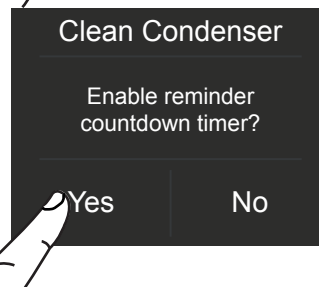 Clean Condenser
Enable reminder
countdown timer?
Yes No